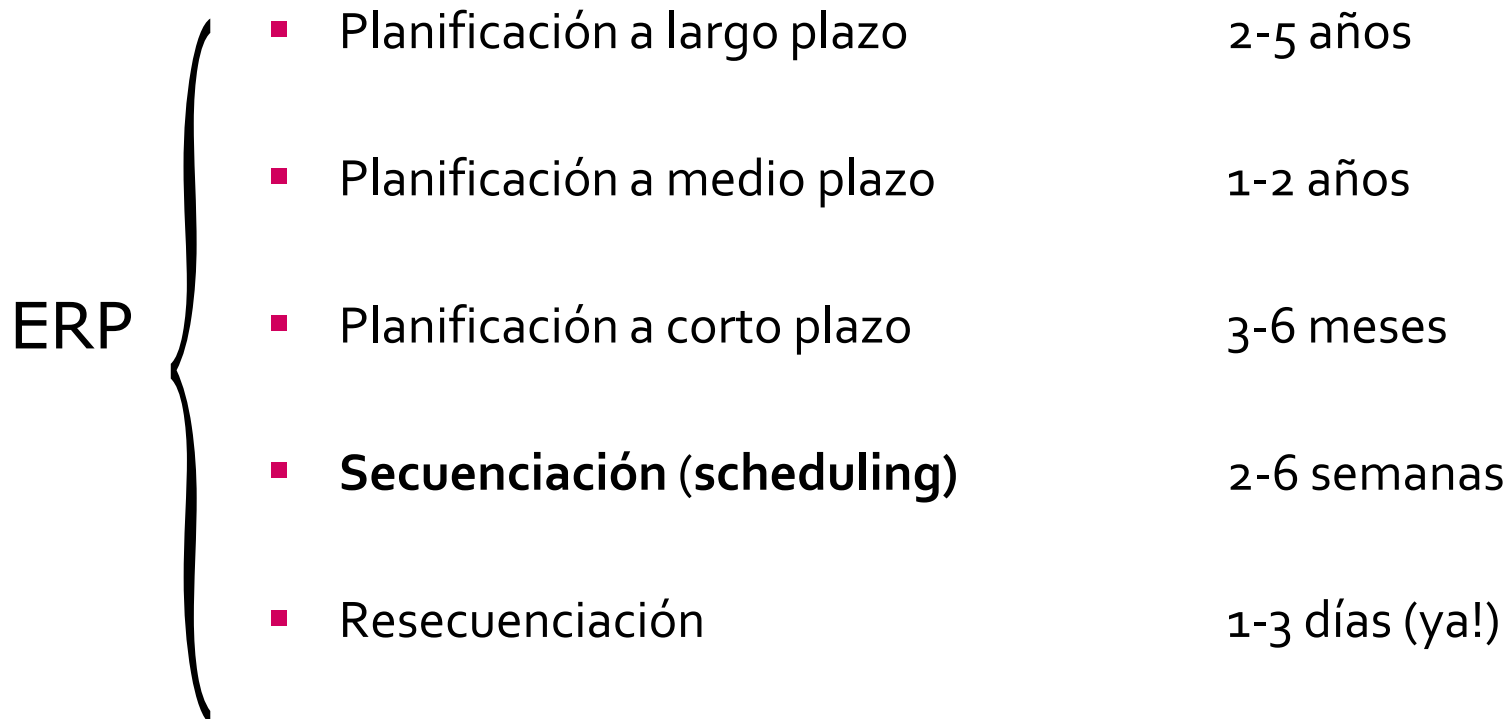 Planificación a largo plazo 2-5 años
Planificación a medio plazo 1-2 años
ERP
Planificación a corto plazo 3-6 meses
Secuenciación (scheduling) 2-6 semanas
Resecuenciación 1-3 días (ya!)